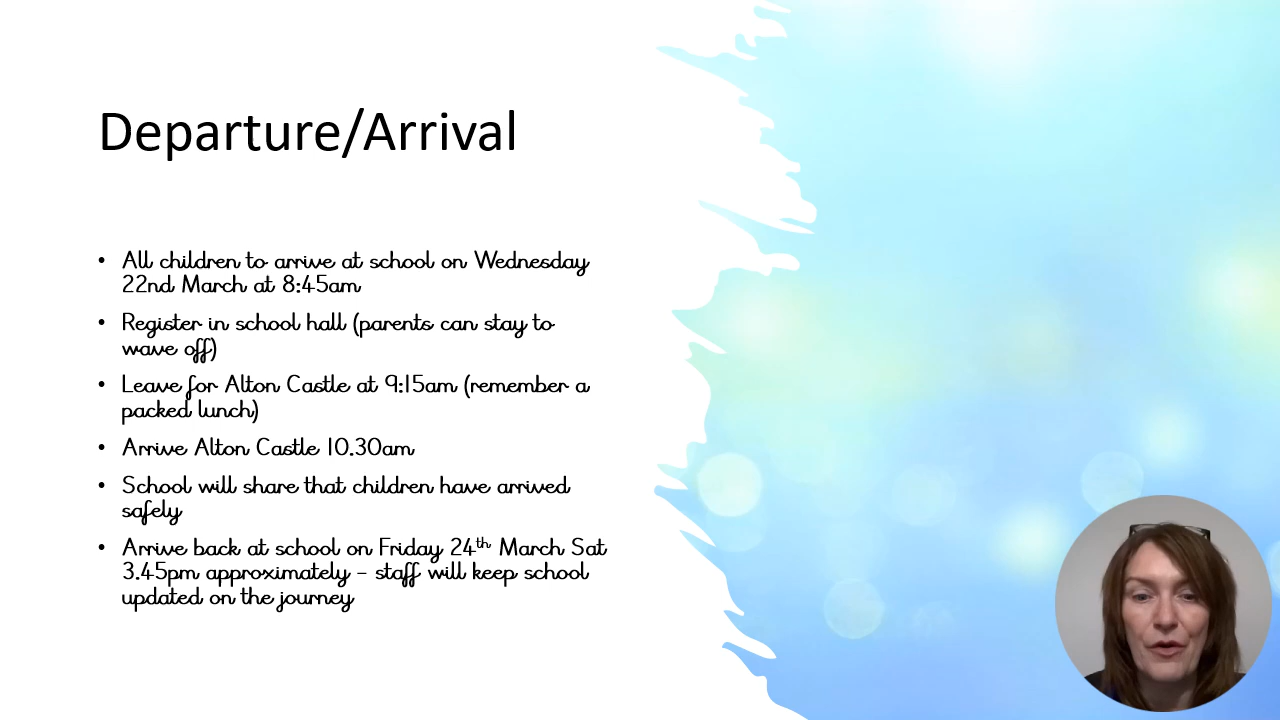 Departure/Arrival
• All children to arrive at school on Wednesday
22nd March at 8:45am
• Register in school hall (parents can stay to
wave off)
• Leave for Alton Castle at 9:15am (remember a
packed lunch)
• Arrive Alton Castle 10.30am
• School will share that children have arrived
safely
• Arrive back at school on Friday 24th March Sat
3.45pm approximately – staff will keep school
updated on the journey